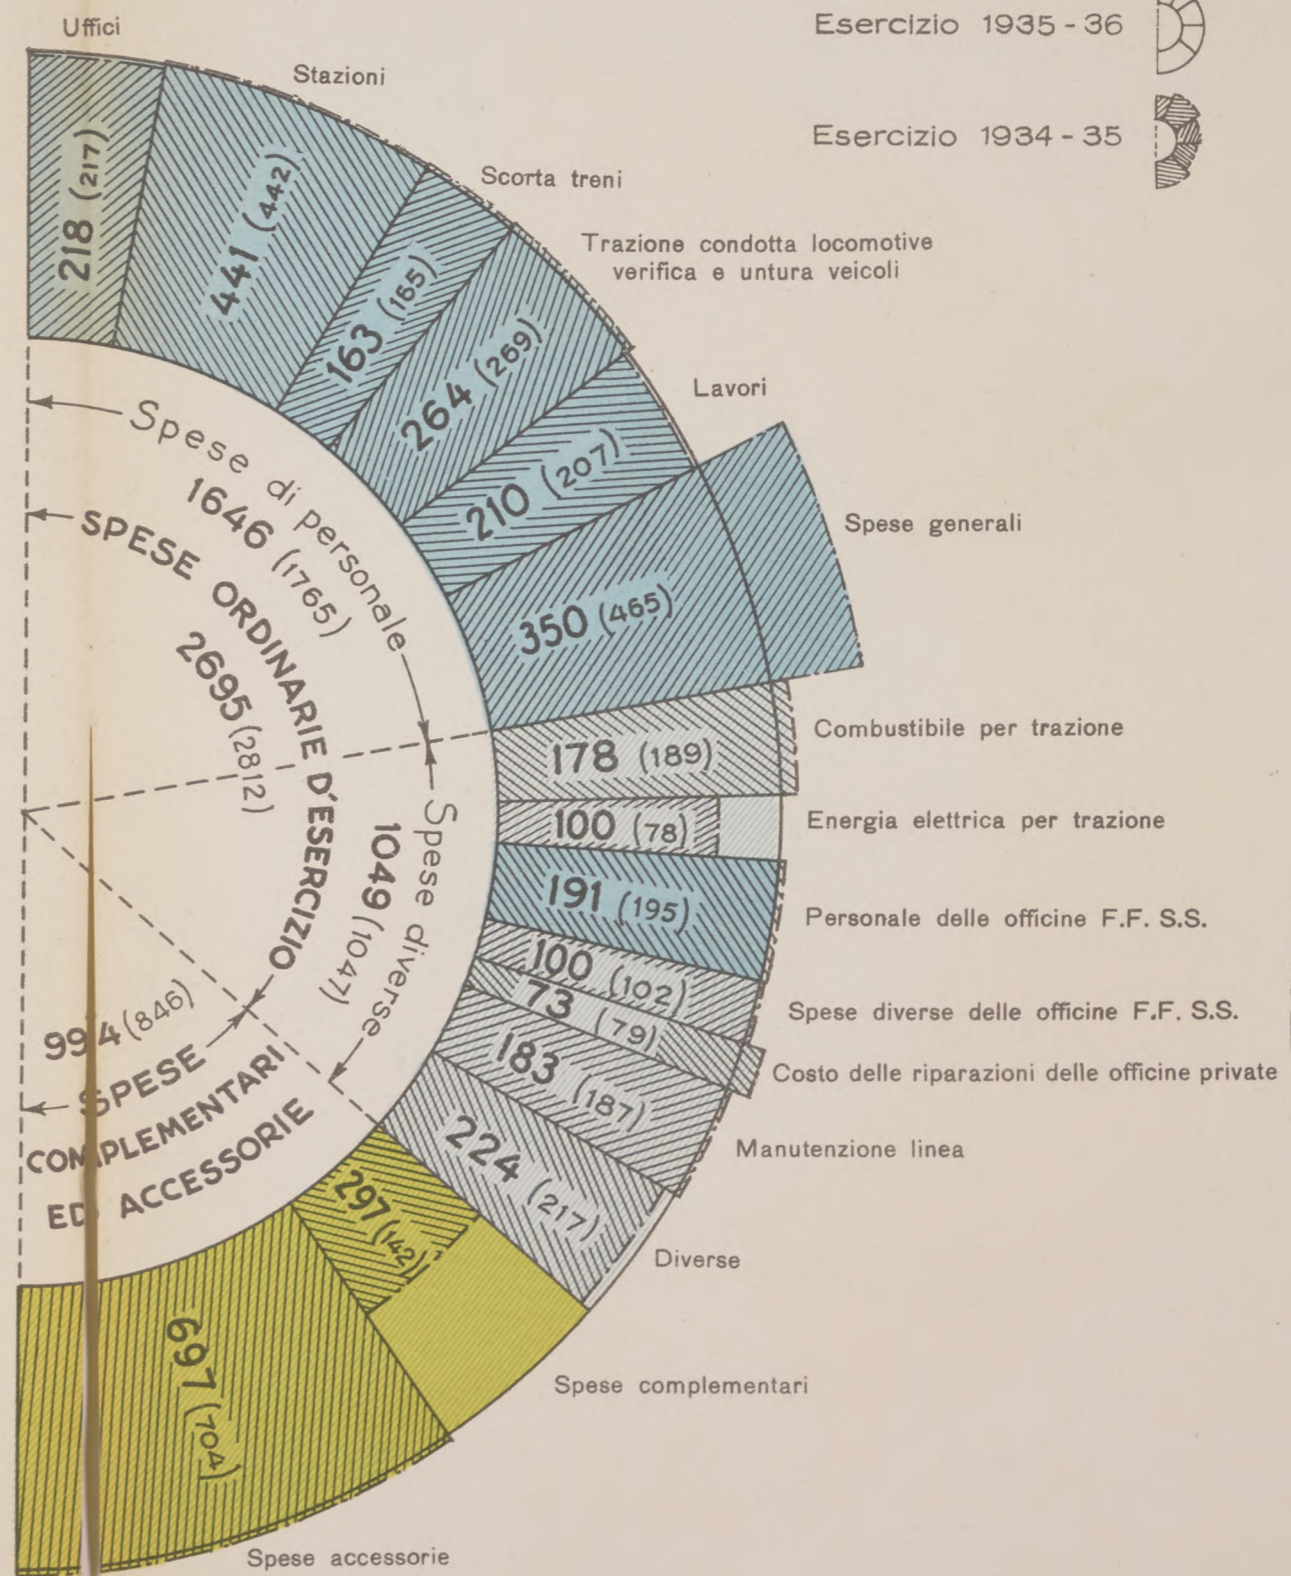 Uffici
Stazioni
Scorta treni
Trazione condotta locomotive
verifica e untura veicoli
Lavori
Spese generali
Combustibile per trazione
Energia elettrica per trazione
Personale delle officine F.F. S.S.
Spese diverse delle officine F.F. S.S.
Costo delle riparazioni delle officine private
Manutenzione linea
Diverse
Spese complementari
Spese accessorie
Esercizio 1935-36
Esercizio 1934-35
218 (217)
441 (442)
163 (165)
264 (269)
210 (207)
350 (465)
178 (189)
100 (78)
191 (195)
100 (102)
73 (79)
183 (187)
224 (217)
297 (142)
697 (704)
Spese di personale
1646 (1765)
SPESE ORDINARIE D'ESERCIZIO
2695 (2812)
Spese diverse
1049 (1047)
994 (846)
SPESE
COMPLEMENTARI
ED ACCESSORIE